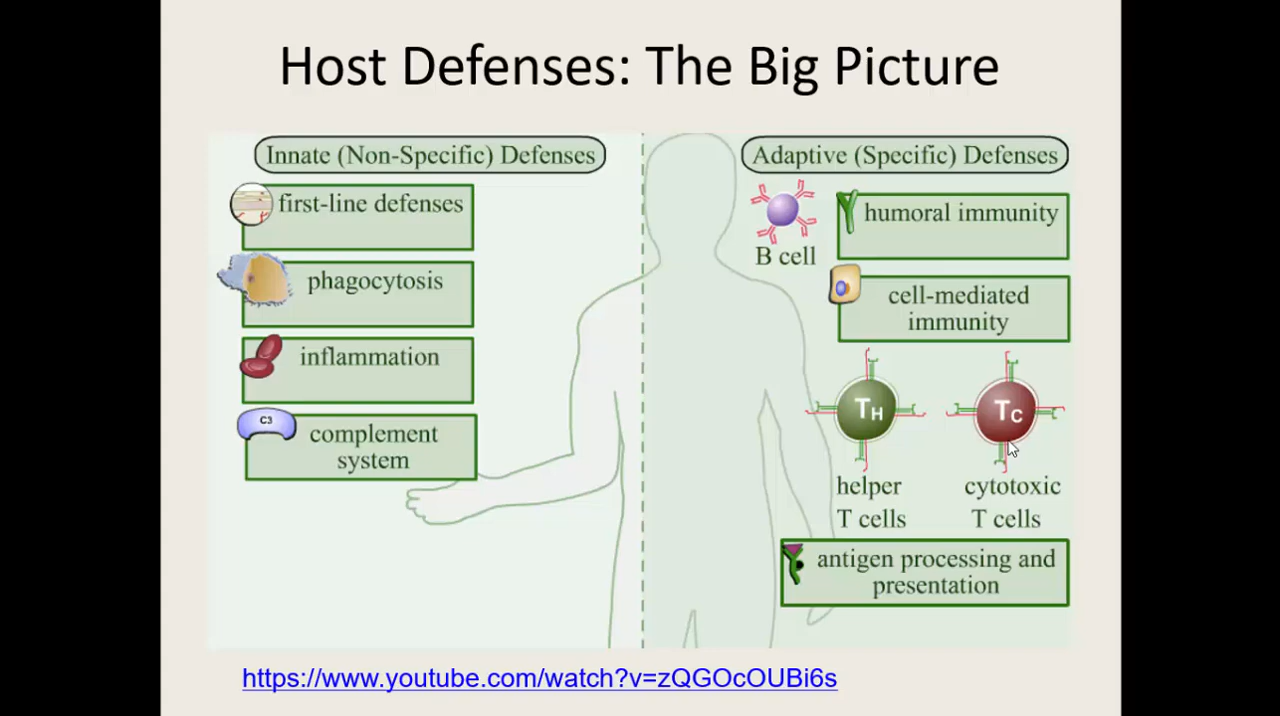 Host Defenses: The Big Picture
Innate (Non-Specific) Defenses
first-line defenses
phagocytosis
inflammation
C3
complement
system
Adaptive (Specific) Defenses
B cell
humoral immunity
cell-mediated
immunity
TH
TC
helper
T cells
cytotoxic
T cells
antigen processing and
presentation
https://www.youtube.com/watch?v=zQGOcOUBi6s